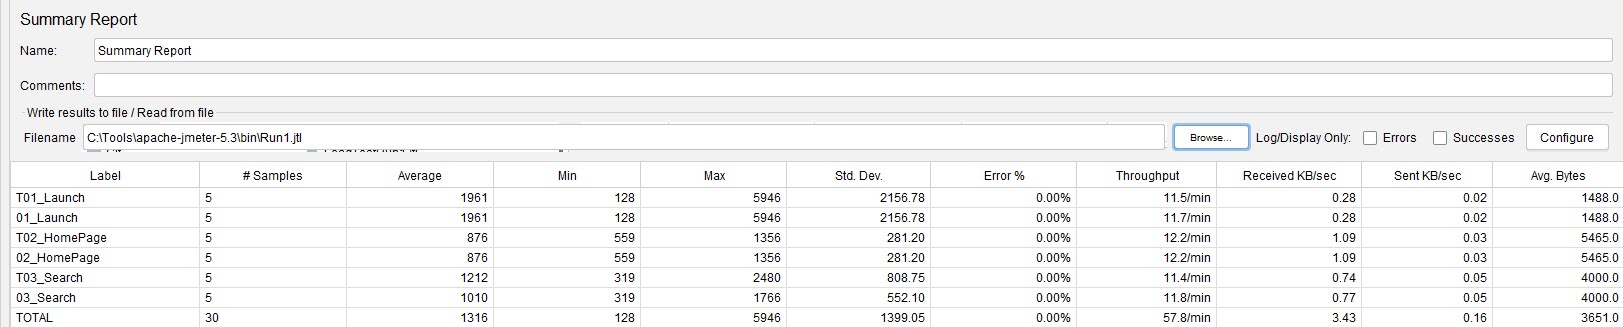 Summary Report
Name: Summary Report
Comments:
Write results to file / Read from file
Filename C:\Tools\apache-jmeter-5.3\bin\Run1.jtl Browse... Log/Display Only: Errors Successes Configure
Label # Samples Average Min Max Std. Dev. Error % Throughput Received KB/sec Sent KB/sec Avg. Bytes
T01_Launch 5 1961 128 5946 2156.78 0.00% 11.5/min 0.28 0.02 1488.0
01_Launch 5 1961 128 5946 2156.78 0.00% 11.7/min 0.28 0.02 1488.0
T02_HomePage 5 876 559 1356 281.20 0.00% 12.2/min 1.09 0.03 5465.0
02_HomePage 5 876 559 1356 281.20 0.00% 12.2/min 1.09 0.03 5465.0
T03_Search 5 1212 319 2480 808.75 0.00% 11.4/min 0.74 0.05 4000.0
03_Search 5 1010 319 1766 552.10 0.00% 11.8/min 0.77 0.05 4000.0
TOTAL 30 1316 128 5946 1399.05 0.00% 57.8/min 3.43 0.16 3651.0